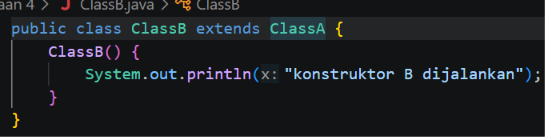 aan 4 > J ClassB.java > ClassB
public class ClassB extends ClassA {
ClassB() {
System.out.println(x: "konstruktor B dijalankan");
}
}